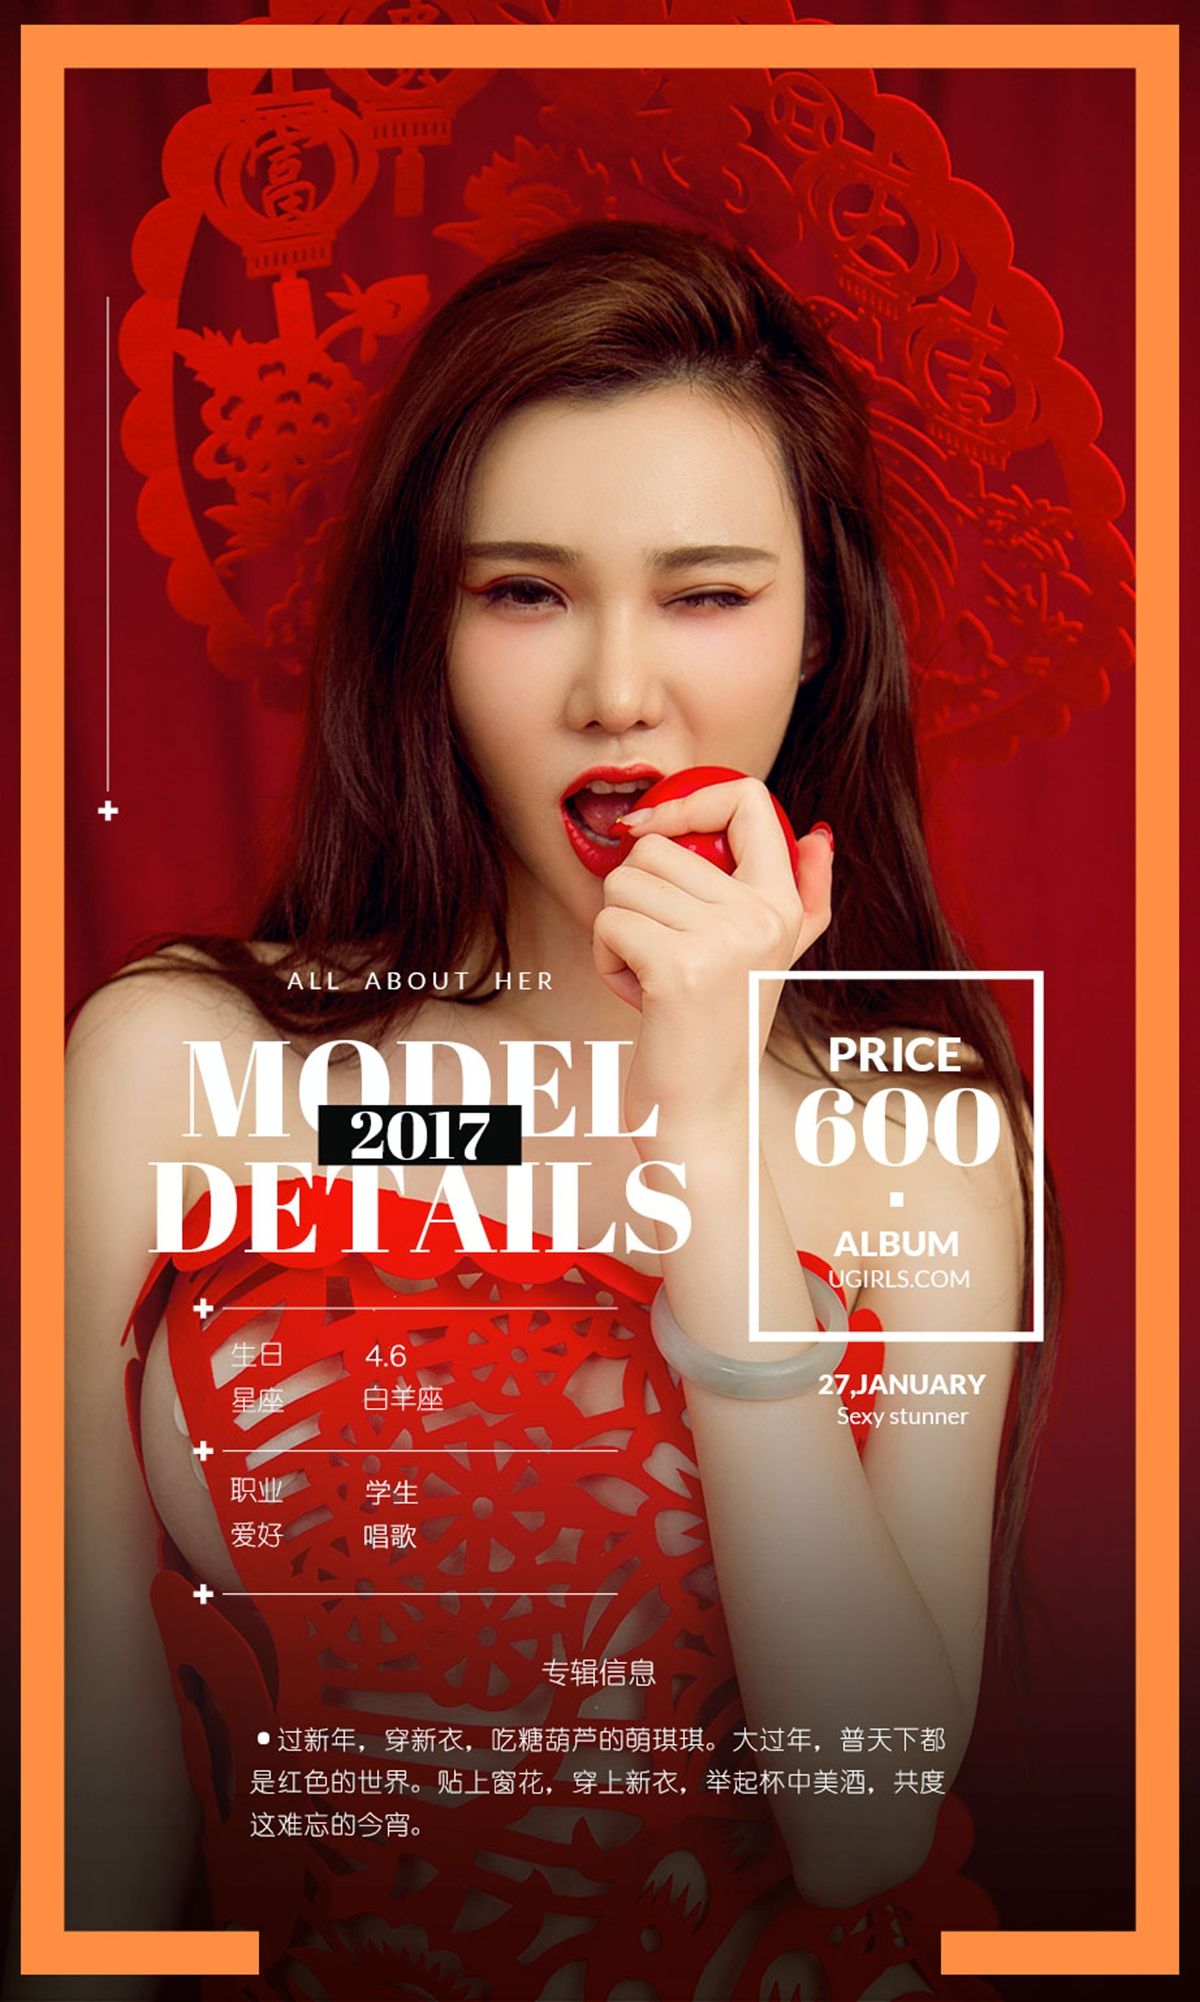 富
大
吉
ALL ABOUT HER
MODEL
2017
DETAILS
生日 4.6
星座 白羊座
职业 学生
爱好 唱歌
PRICE
600
ALBUM
UGIRLS.COM
27,JANUARY
Sexy stunner
专辑信息
●过新年，穿新衣，吃糖葫芦的萌琪琪。大过年，普天下都
是红色的世界。贴上窗花，穿上新衣，举起杯中美酒，共度
这难忘的今宵。